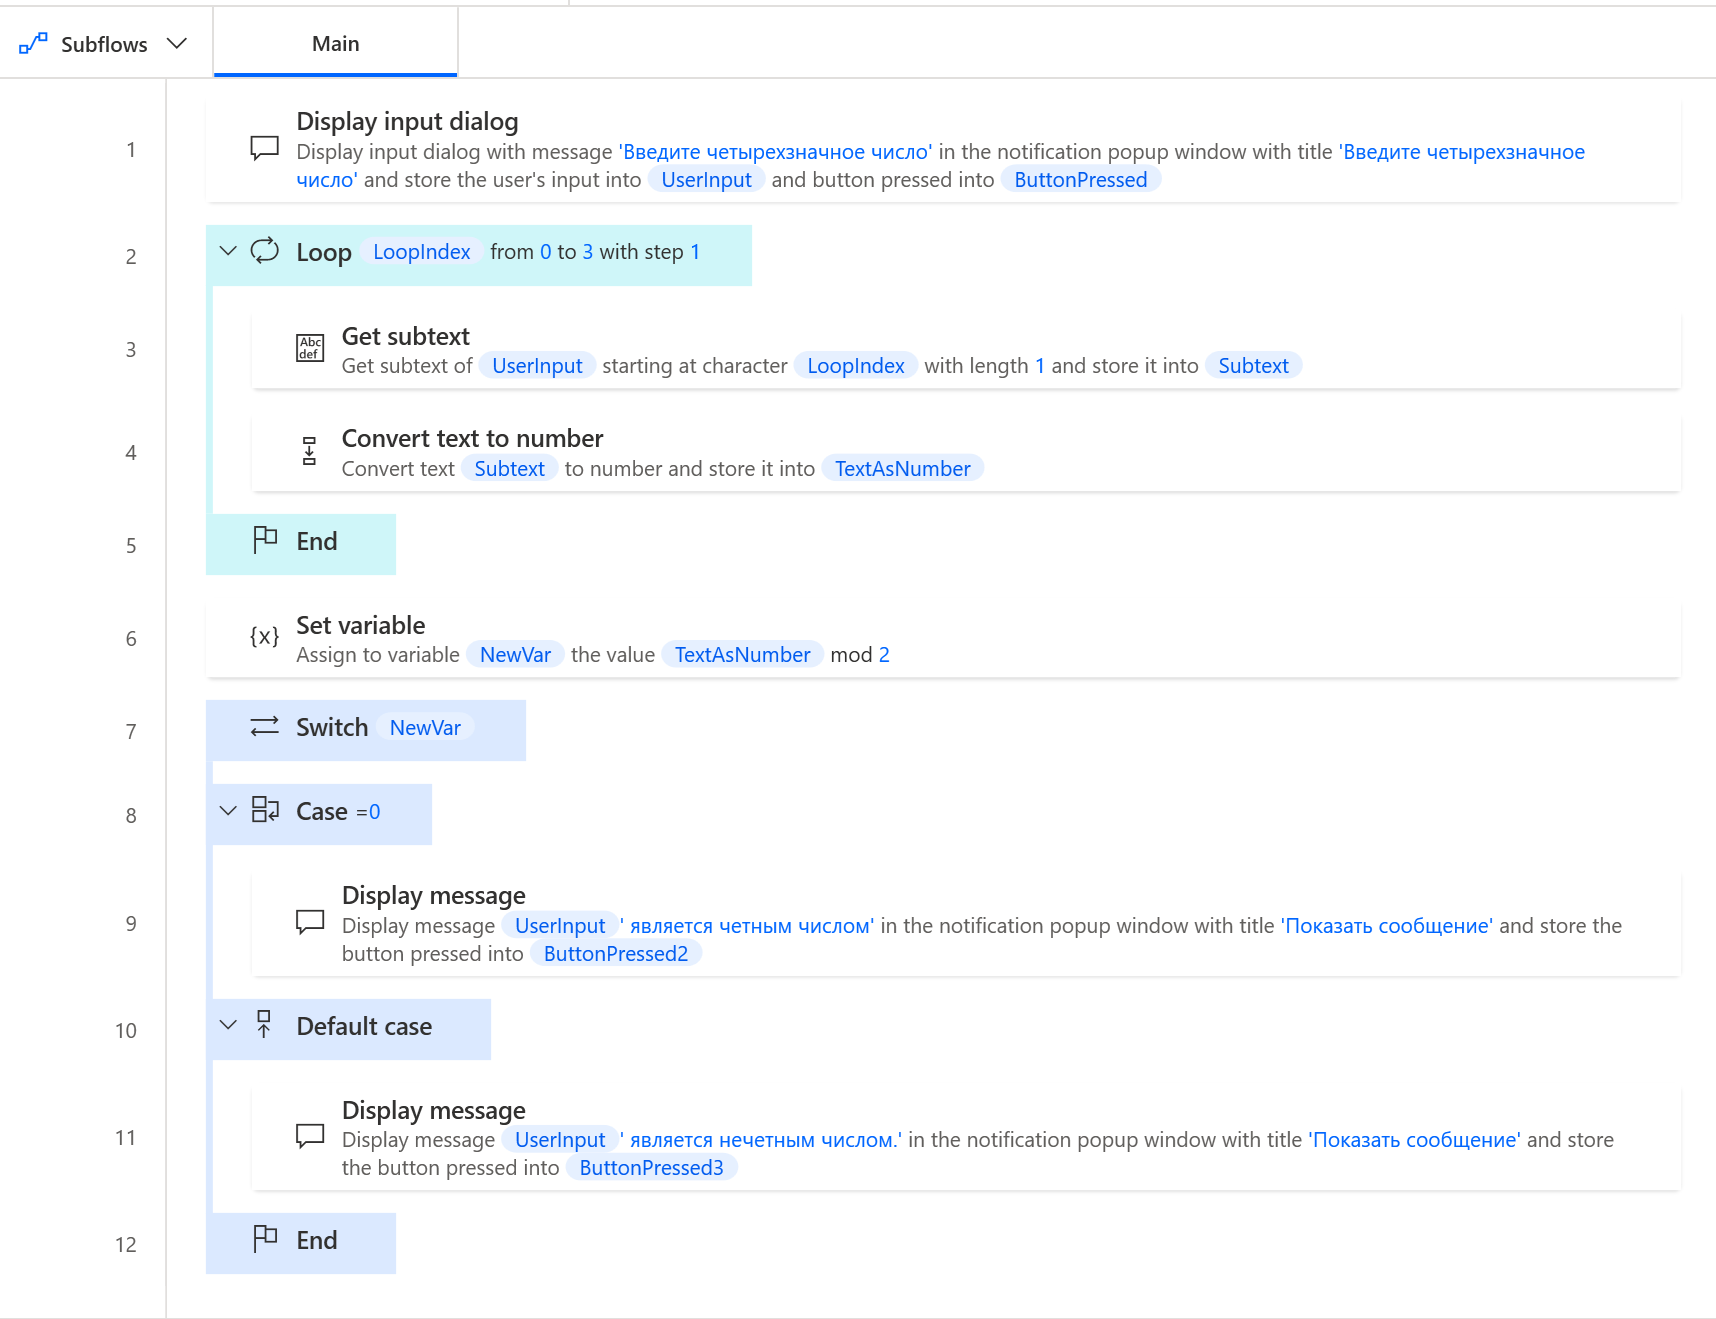 Subflows
Main
1
Display input dialog
Display input dialog with message 'Введите четырехзначное число' in the notification popup window with title 'Введите четырехзначное
число' and store the user's input into UserInput and button pressed into ButtonPressed
2
Loop LoopIndex from 0 to 3 with step 1
3
Abc
def
Get subtext
Get subtext of UserInput starting at character LoopIndex with length 1 and store it into Subtext
4
Convert text to number
Convert text Subtext to number and store it into TextAsNumber
5
End
6
{x}
Set variable
Assign to variable NewVar the value TextAsNumber mod 2
7
Switch NewVar
8
Case =0
9
Display message
Display message UserInput ' является четным числом' in the notification popup window with title 'Показать сообщение' and store the
button pressed into ButtonPressed2
10
Default case
11
Display message
Display message UserInput ' является нечетным числом.' in the notification popup window with title 'Показать сообщение' and store
the button pressed into ButtonPressed3
12
End